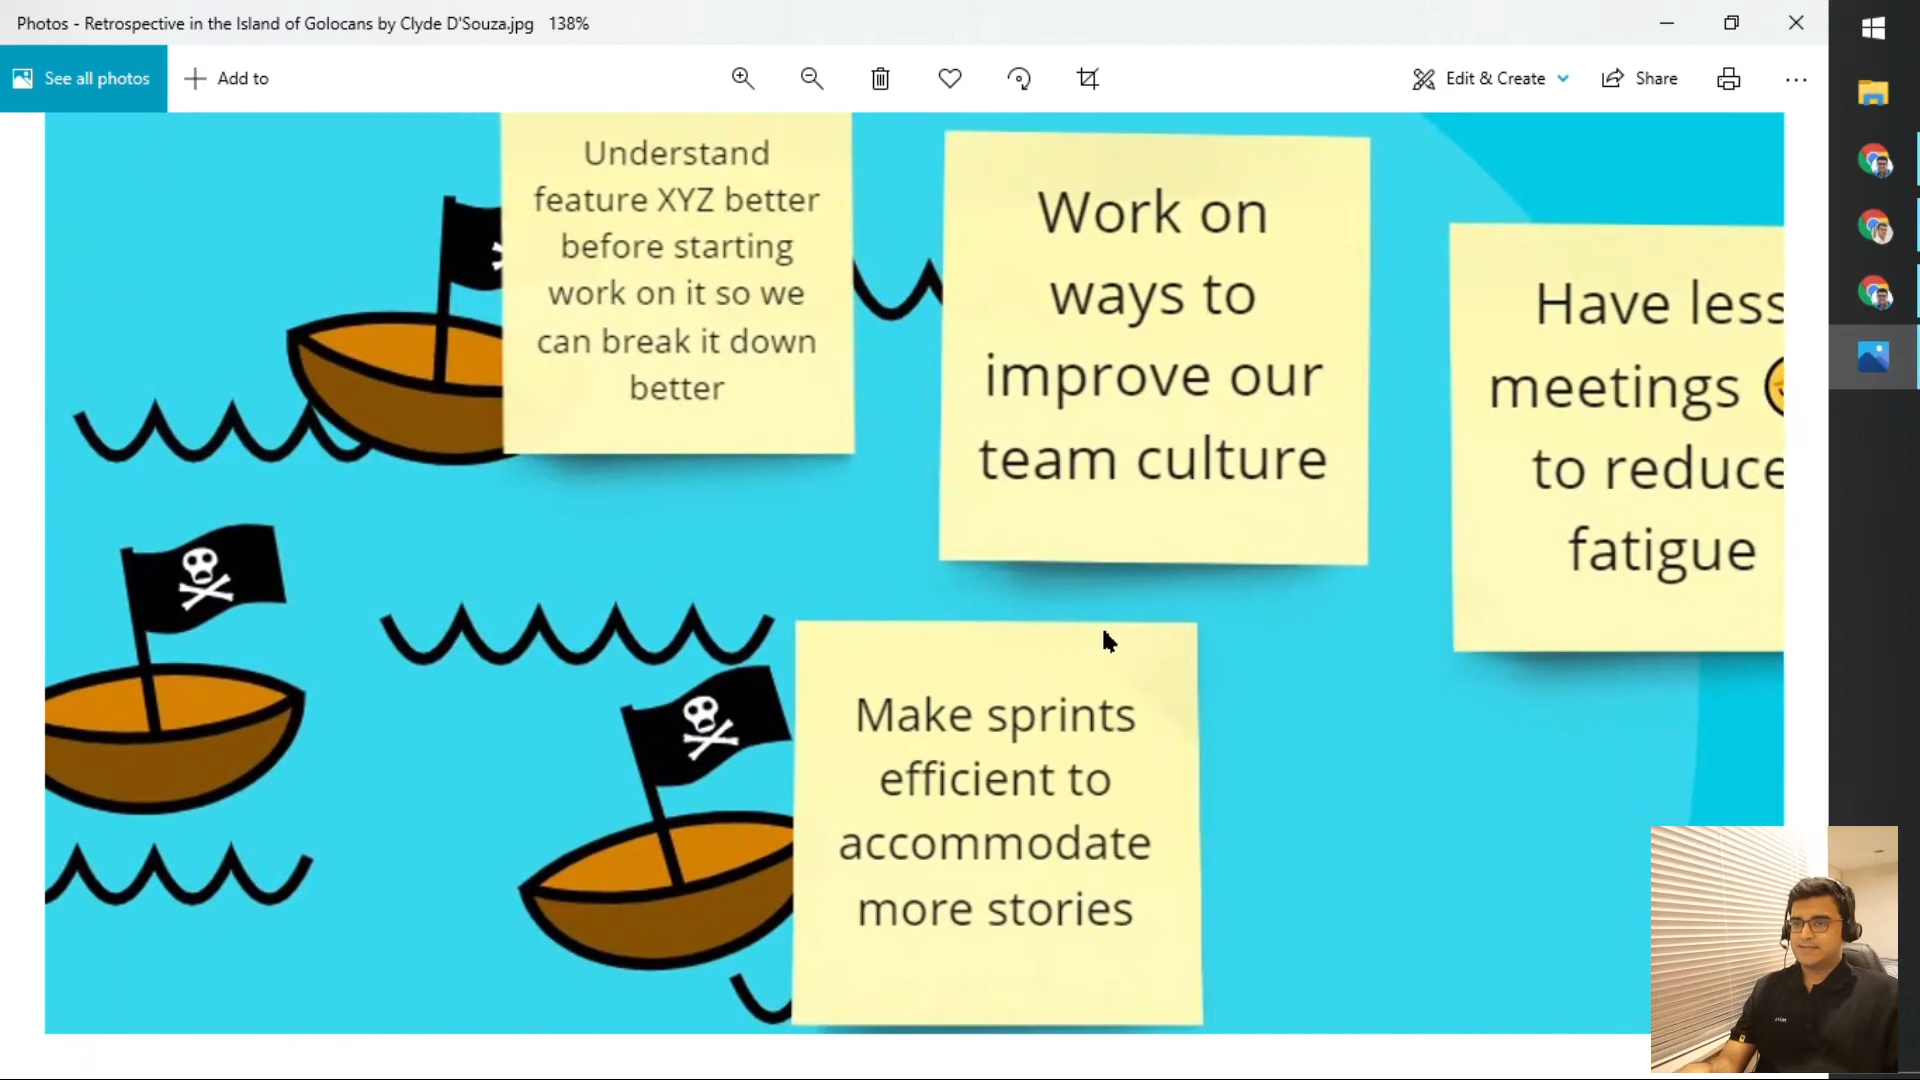 Photos - Retrospective in the Island of Golocans by Clyde D'Souza.jpg 138%
See all photos
Add to
Edit & Create
Share
Understand
feature XYZ better
before starting
work on it so we
can break it down
better
Work on
ways to
improve our
team culture
Have less
meetings
to reduce
fatigue
Make sprints
efficient to
accommodate
more stories